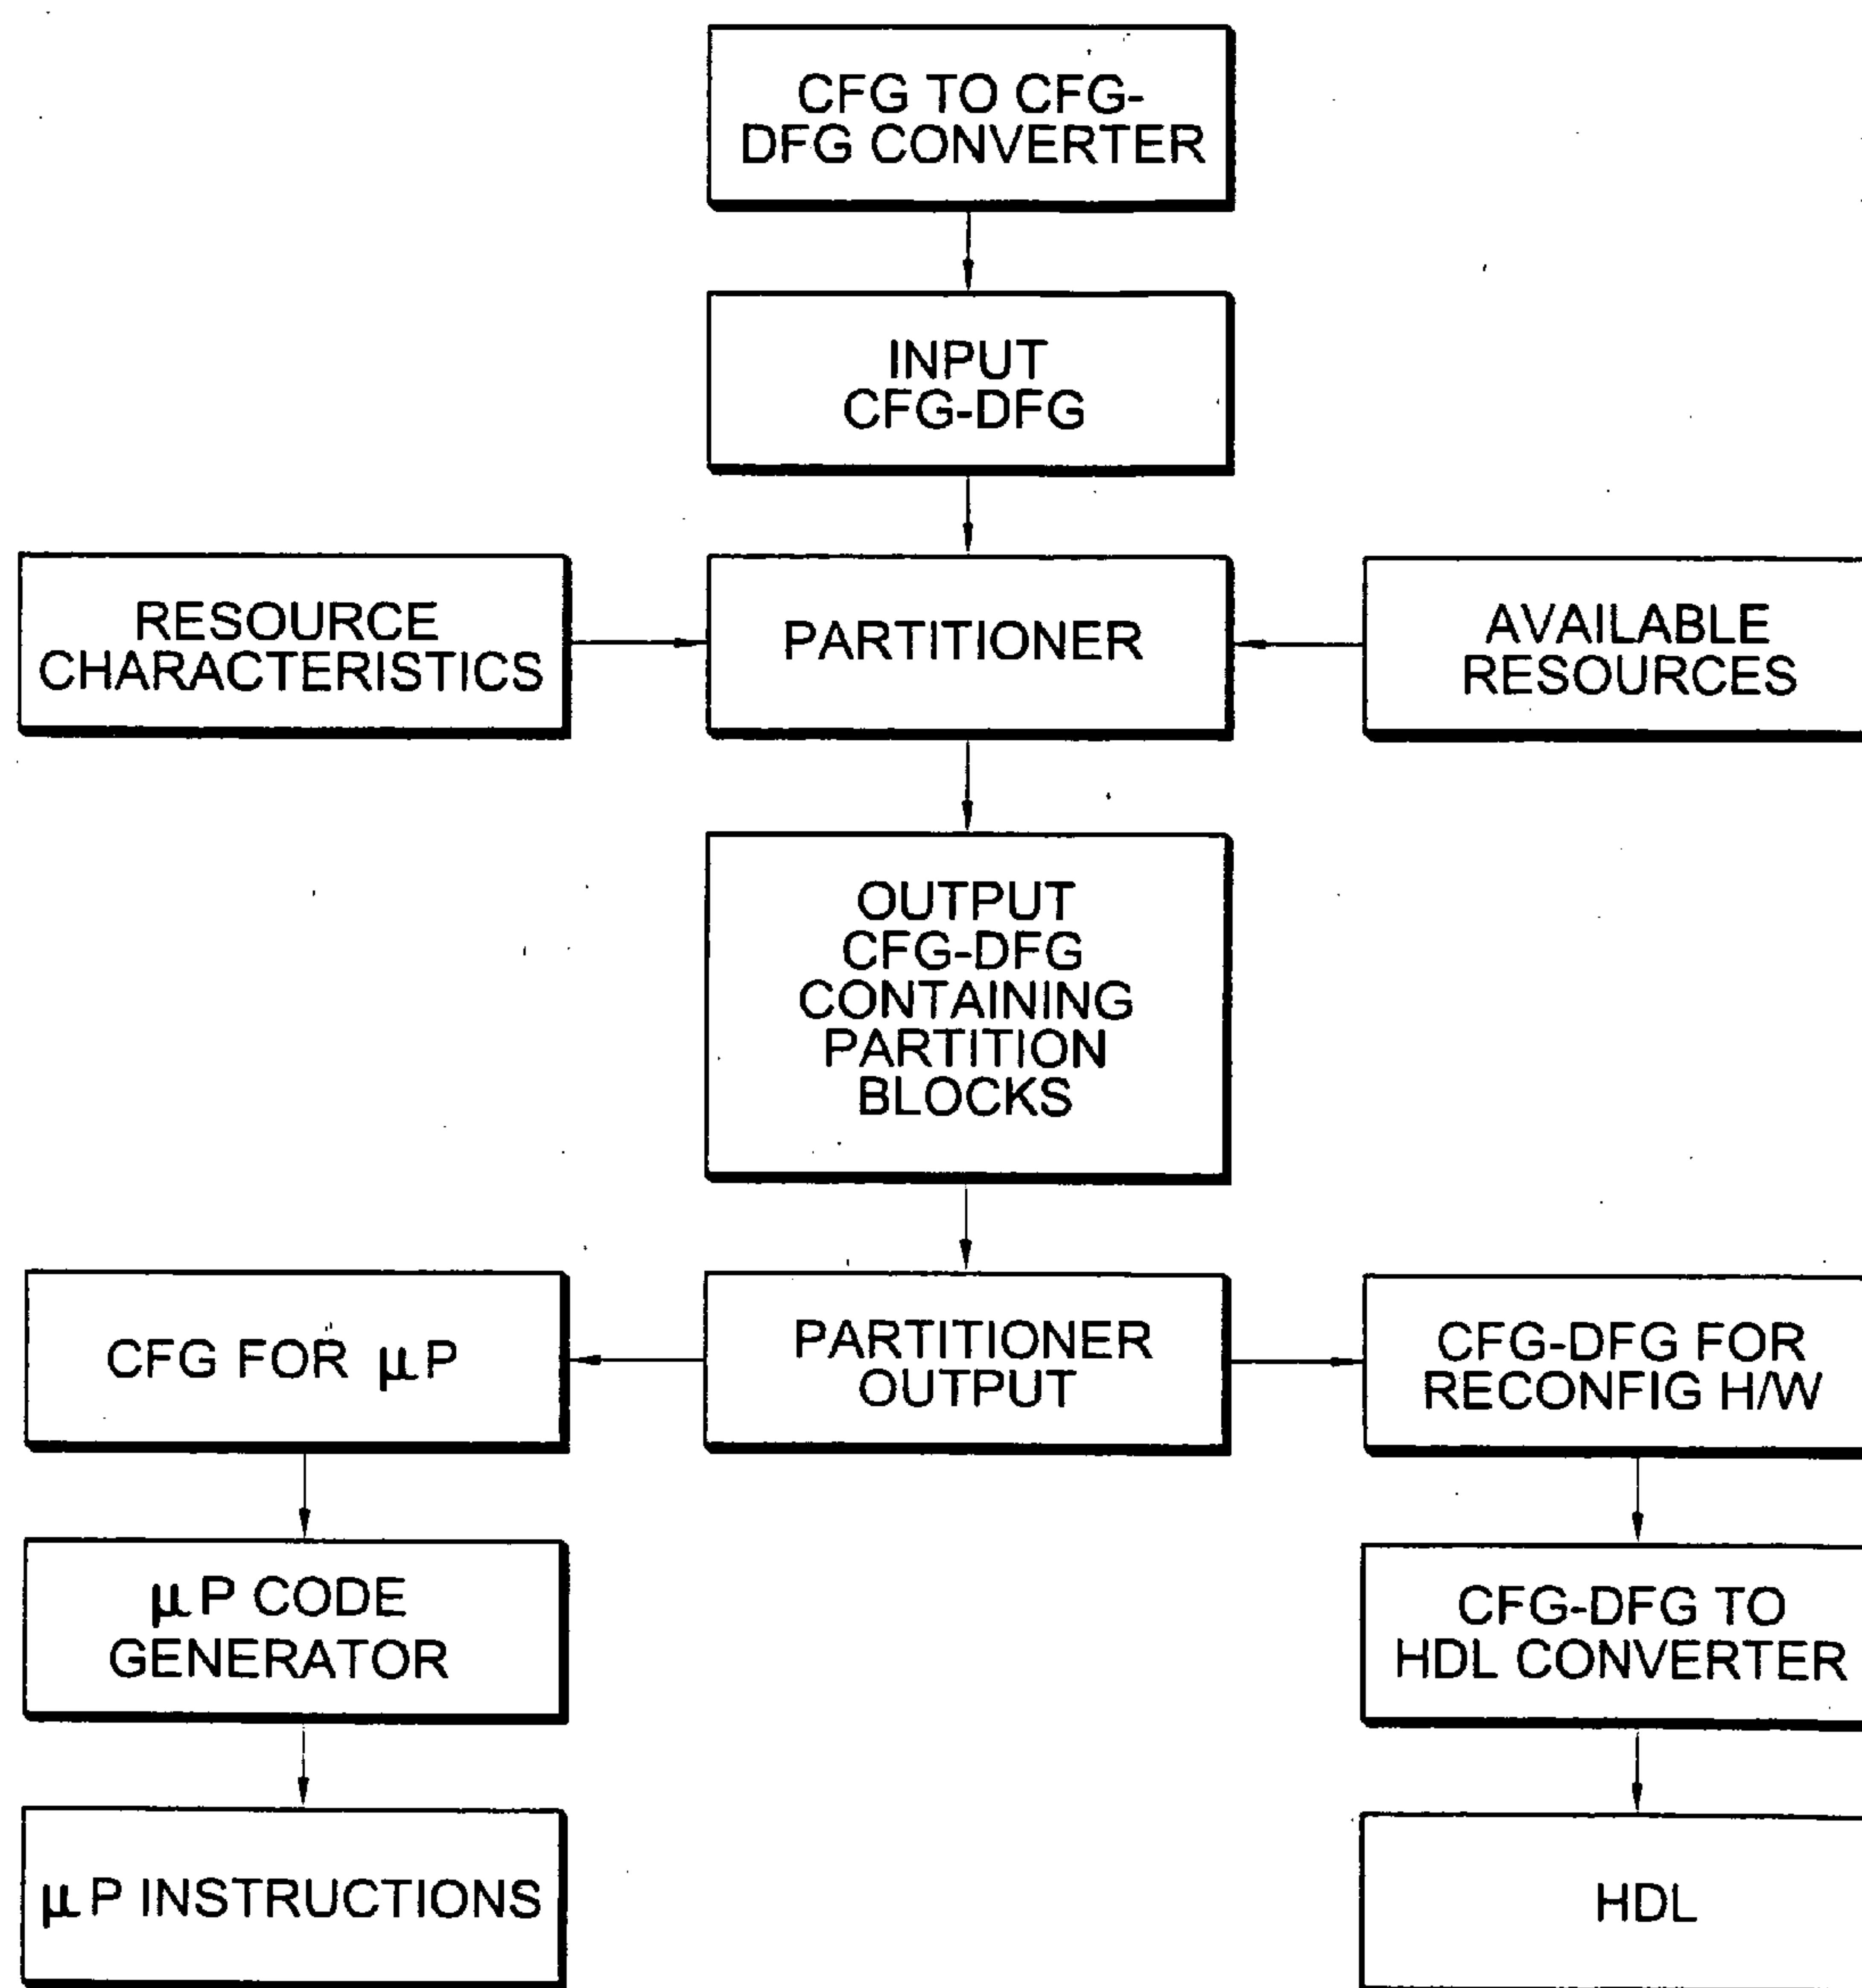 CFG TO CFG-
DFG CONVERTER
INPUT
CFG-DFG
RESOURCE
CHARACTERISTICS
PARTITIONER
AVAILABLE
RESOURCES
OUTPUT
CFG-DFG
CONTAINING
PARTITION
BLOCKS
CFG FOR μP
PARTITIONER
OUTPUT
CFG-DFG FOR
RECONFIG H/W
μP CODE
GENERATOR
CFG-DFG TO
HDL CONVERTER
μP INSTRUCTIONS
HDL